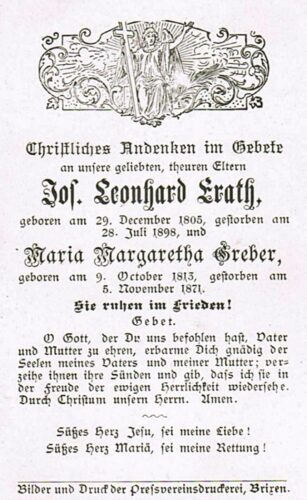 Christliches Andenken im Gebete
an unsere geliebten, theuren Eltern
Jos. Leonhard Erath,
geboren am 29. December 1805, gestorben am
28. Juli 1898, und
Maria Margaretha Greber,
geboren am 9. October 1813, gestorben am
5. November 1871.
Sie ruhen im Frieden!
Gebet.
O Gott, der Du uns befohlen hast, Vater
und Mutter zu ehren, erbarme Dich gnädig der
Seelen meines Vaters und meiner Mutter; ver-
zeihe ihnen ihre Sünden und gib, dass ich sie in
der Freude der ewigen Herrlichkeit wiedersehe.
Durch Christum unsern Herrn. Amen.
Süßes Herz Jesu, sei meine Liebe!
Süßes Herz Mariä, sei meine Rettung!
Bilder und Druck der Pressvereinsdruckerei, Brixen.